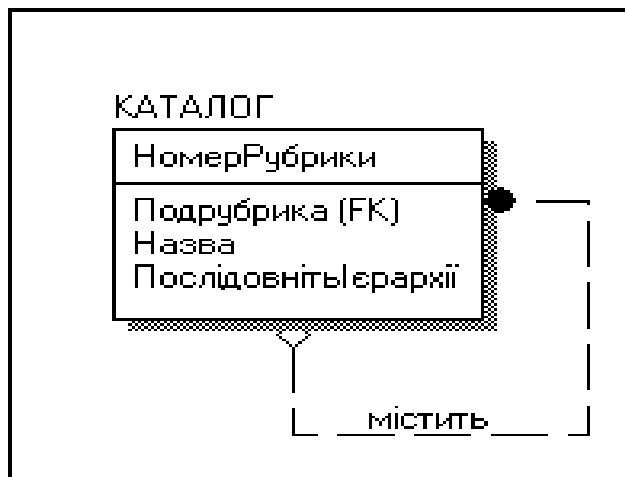 КАТАЛОГ
НомерРубрики
Подрубрика (FK)
Назва
ПослідовнітьІєрархії
містить